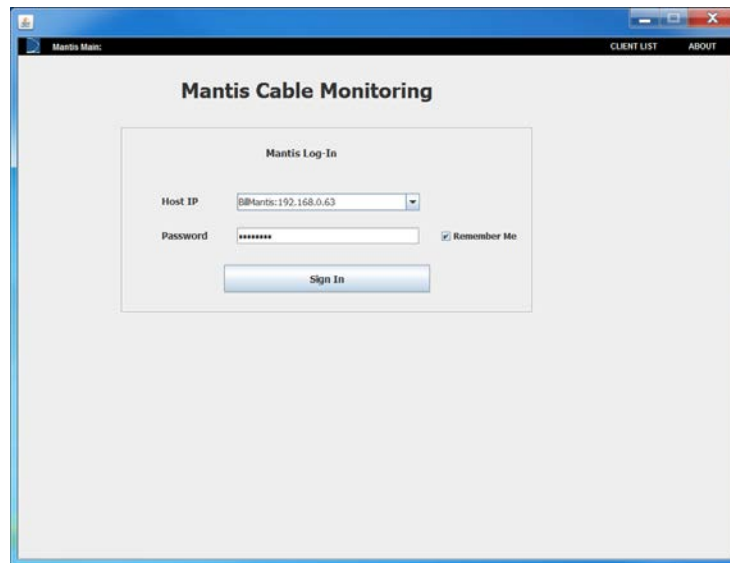 Mantis Main:
CLIENT LIST
ABOUT
Mantis Cable Monitoring
Mantis Log-In
Host IP
BillMantis:192.168.0.63
Password
••••••••
Remember Me
Sign In